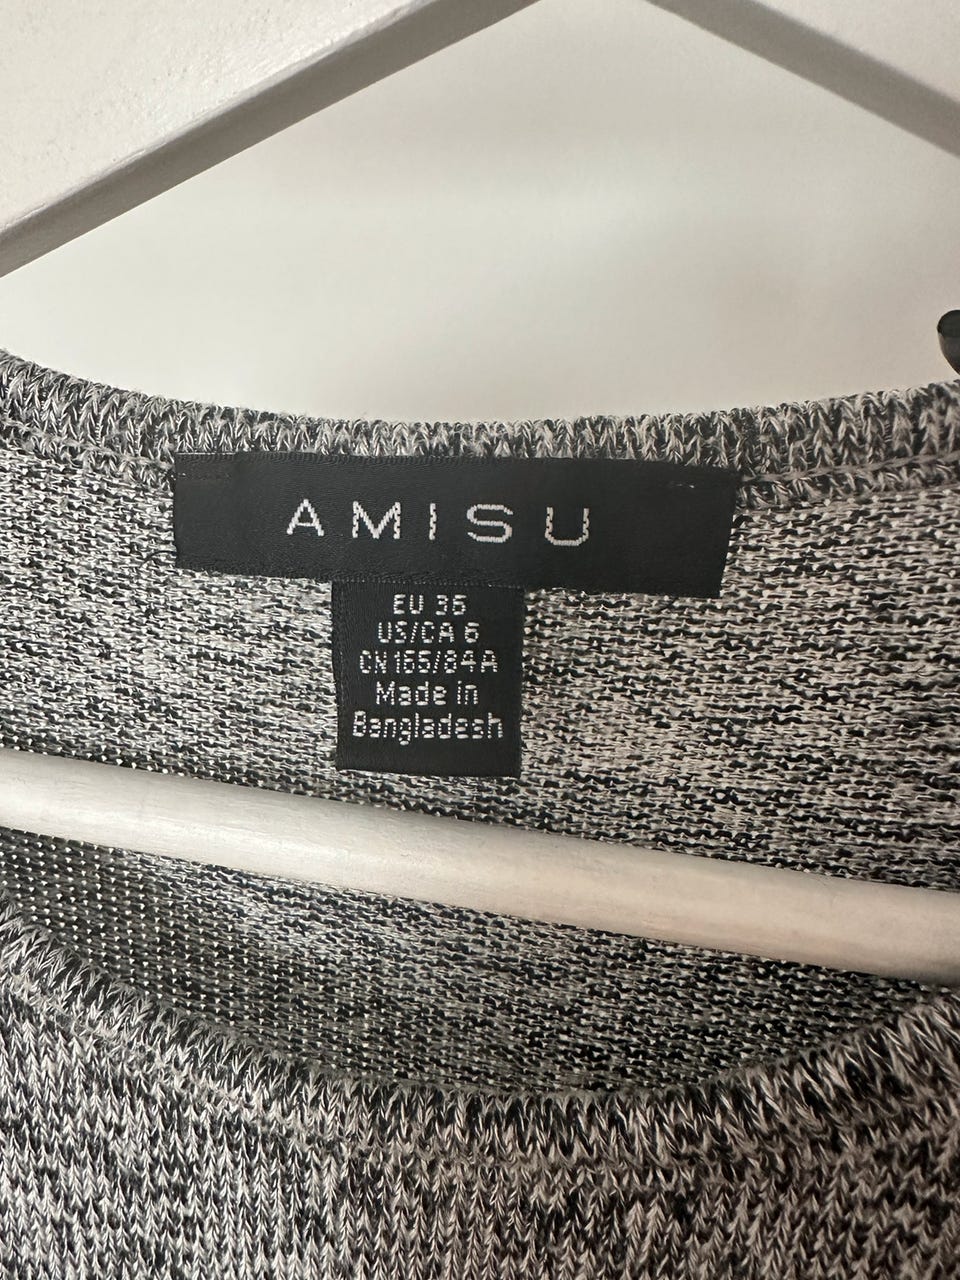 AMISU
EU 36
US/CA 6
CN 165/84A
Made in
Bangladesh